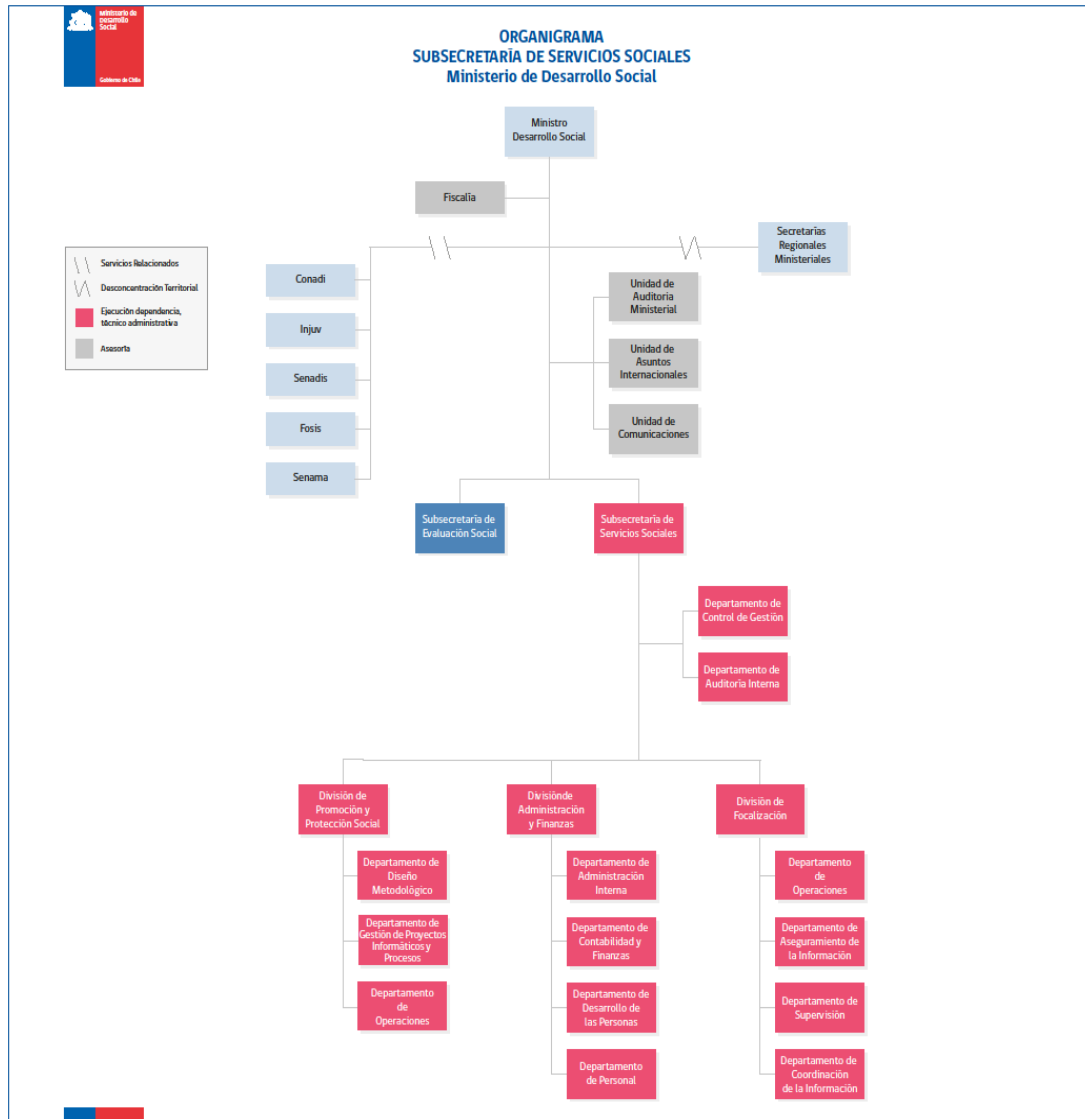 Ministerio de
Desarrollo
Social
Gobierno de Chile
ORGANIGRAMA
SUBSECRETARÍA DE SERVICIOS SOCIALES
Ministerio de Desarrollo Social
Ministro
Desarrollo Social
Fiscalía
Secretarías
Regionales
Ministeriales
Servicios Relacionados
Desconcentración Territorial
Ejecución dependencia,
técnico administrativa
Asesoría
Conadi
Injuv
Senadis
Fosis
Senama
Unidad de
Auditoria
Ministerial
Unidad de
Asuntos
Internacionales
Unidad de
Comunicaciones
Subsecretaría de
Evaluación Social
Subsecretaría de
Servicios Sociales
Departamento de
Control de Gestión
Departamento de
Auditoría Interna
División de
Promoción y
Protección Social
Divisiónde
Administración
y Finanzas
División de
Focalización
Departamento de
Diseño
Metodológico
Departamento de
Gestión de Proyectos
Informáticos y
Procesos
Departamento
de
Operaciones
Departamento de
Administración
Interna
Departamento de
Contabilidad y
Finanzas
Departamento de
Desarrollo de
las Personas
Departamento
de Personal
Departamento
de
Operaciones
Departamento de
Aseguramiento de
la Información
Departamento de
Supervisión
Departamento de
Coordinación
de la Información